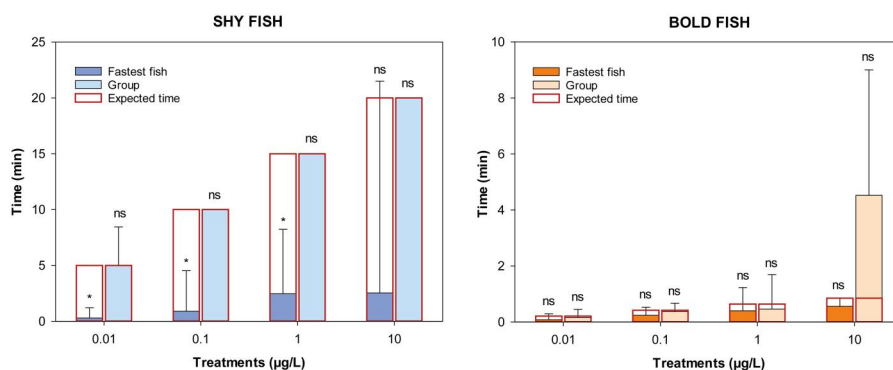 SHY FISH
25
20
15
10
5
0
Time (min)
Fastest fish
Group
Expected time
*
ns
*
ns
*
ns
ns
ns
0.01
0.1
1
10
Treatments (µg/L)
BOLD FISH
10
8
6
4
2
0
Time (min)
Fastest fish
Group
Expected time
ns
ns
ns
ns
ns
ns
ns
ns
0.01
0.1
1
10
Treatments (µg/L)